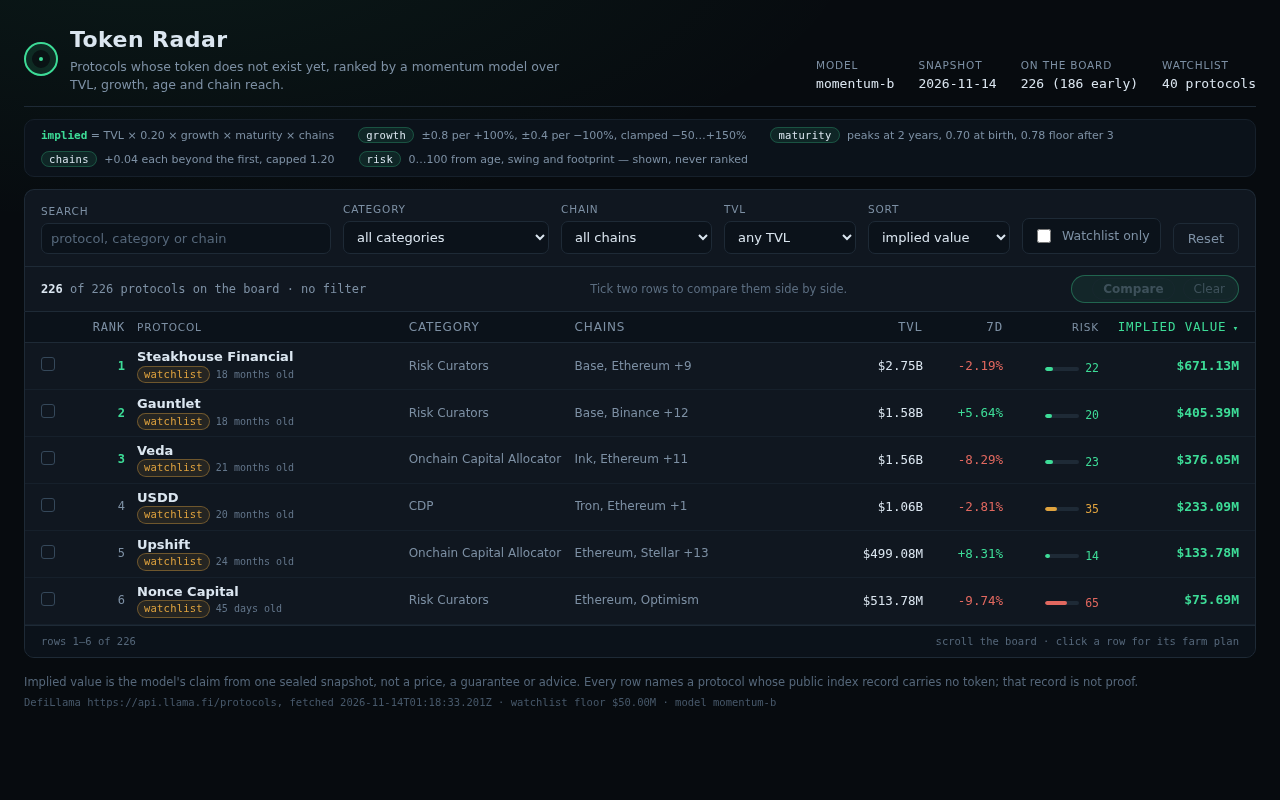 Token Radar
Protocols whose token does not exist yet, ranked by a momentum model over
TVL, growth, age and chain reach.
MODEL SNAPSHOT ON THE BOARD WATCHLIST
momentum-b 2026-11-14 226 (186 early) 40 protocols
implied = TVL × 0.20 × growth × maturity × chains growth ±0.8 per +100%, ±0.4 per −100%, clamped −50…+150% maturity peaks at 2 years, 0.70 at birth, 0.78 floor after 3
chains +0.04 each beyond the first, capped 1.20 risk 0…100 from age, swing and footprint — shown, never ranked
SEARCH CATEGORY CHAIN TVL SORT
protocol, category or chain all categories all chains any TVL implied value Watchlist only Reset
226 of 226 protocols on the board · no filter Tick two rows to compare them side by side. Compare Clear
RANK PROTOCOL CATEGORY CHAINS TVL 7D RISK IMPLIED VALUE ▾
1 Steakhouse Financial Risk Curators Base, Ethereum +9 $2.75B -2.19% 22 $671.13M
watchlist 18 months old
2 Gauntlet Risk Curators Base, Binance +12 $1.58B +5.64% 20 $405.39M
watchlist 18 months old
3 Veda Onchain Capital Allocator Ink, Ethereum +11 $1.56B -8.29% 23 $376.05M
watchlist 21 months old
4 USDD CDP Tron, Ethereum +1 $1.06B -2.81% 35 $233.09M
watchlist 20 months old
5 Upshift Onchain Capital Allocator Ethereum, Stellar +13 $499.08M +8.31% 14 $133.78M
watchlist 24 months old
6 Nonce Capital Risk Curators Ethereum, Optimism $513.78M -9.74% 65 $75.69M
watchlist 45 days old
rows 1–6 of 226 scroll the board · click a row for its farm plan
Implied value is the model's claim from one sealed snapshot, not a price, a guarantee or advice. Every row names a protocol whose public index record carries no token; that record is not proof.
DefiLlama https://api.llama.fi/protocols, fetched 2026-11-14T01:18:33.201Z · watchlist floor $50.00M · model momentum-b